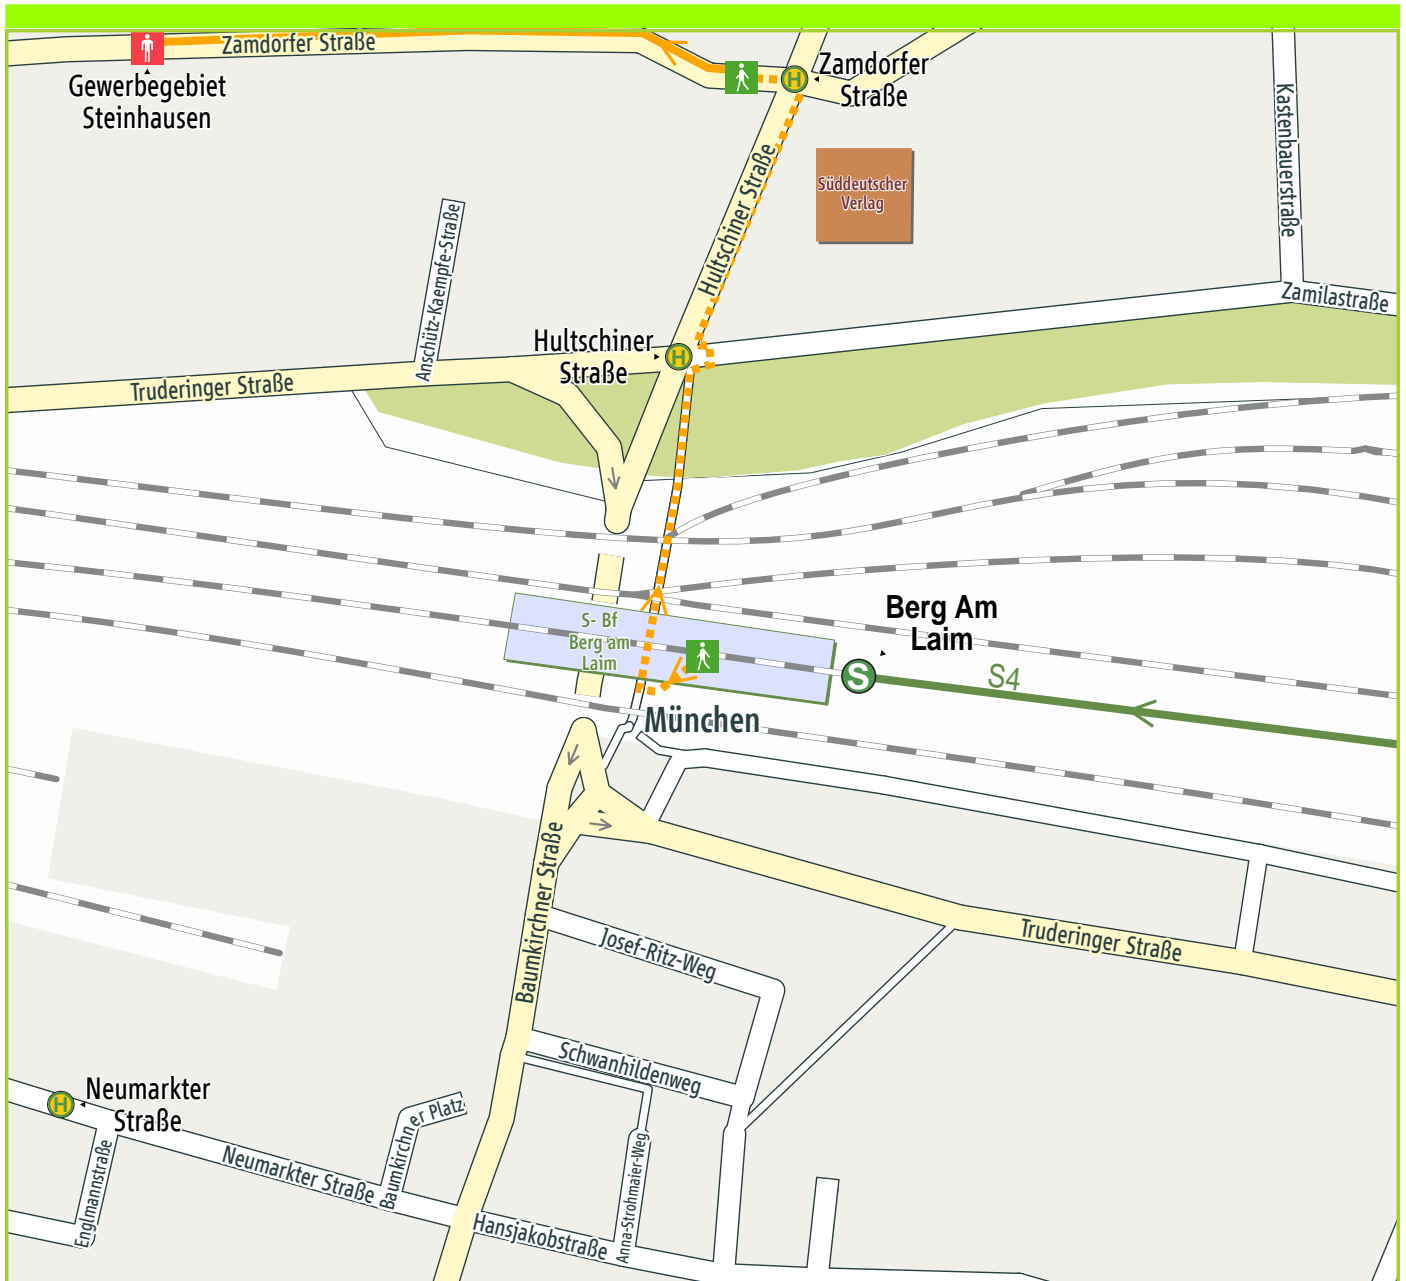 Zamdorfer Straße
Gewerbegebiet
Steinhausen
H
Zamdorfer
Straße
Kastenbauerstraße
Süddeutscher
Verlag
Hultschiner Straße
Anschütz-Kaempfe-Straße
Zamilastraße
Hultschiner
Straße
H
Truderinger Straße
S- Bf
Berg am
Laim
Berg Am
Laim
S
S4
München
Baumkirchner Straße
Truderinger Straße
Josef-Ritz-Weg
Schwanhildenweg
H
Neumarkter
Straße
Baumkirchner Platz
Neumarkter Straße
Englmannstraße
Anna-Strohmaier-Weg
Hansjakobstraße